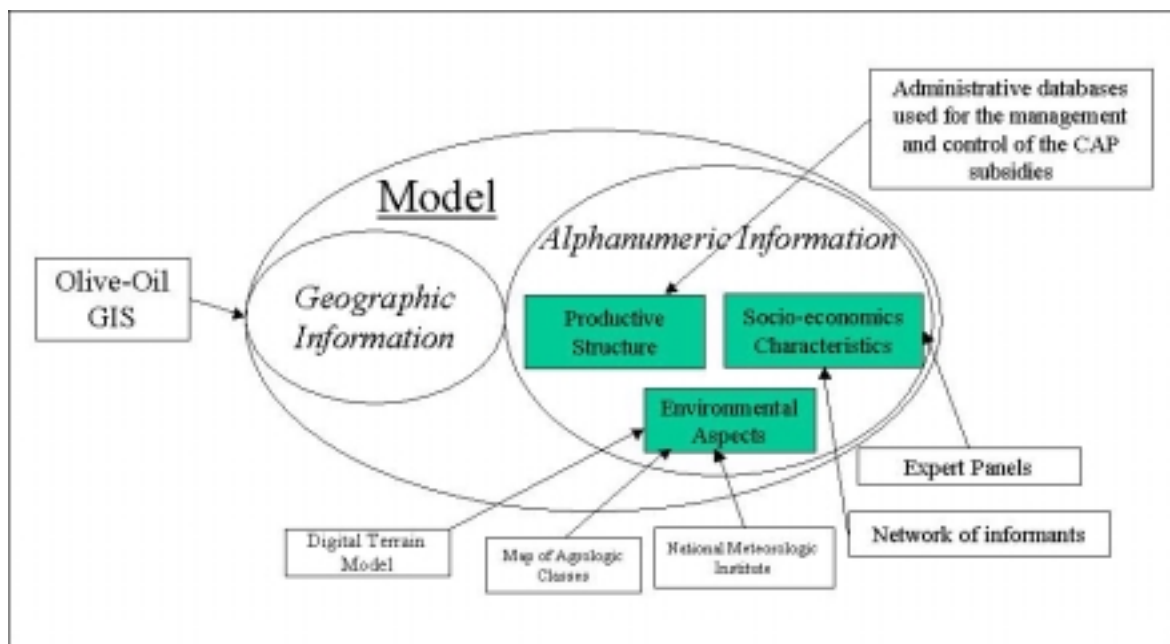 Administrative databases
used for the management
and control of the CAP
subsidies
Model
Alphanumeric Information
Olive-Oil
GIS
Geographic
Information
Productive
Structure
Socio-economics
Characteristics
Environmental
Aspects
Expert Panels
Network of informants
Digital Terrain
Model
Map of Agrologic
Classes
National Meteorologic
Institute